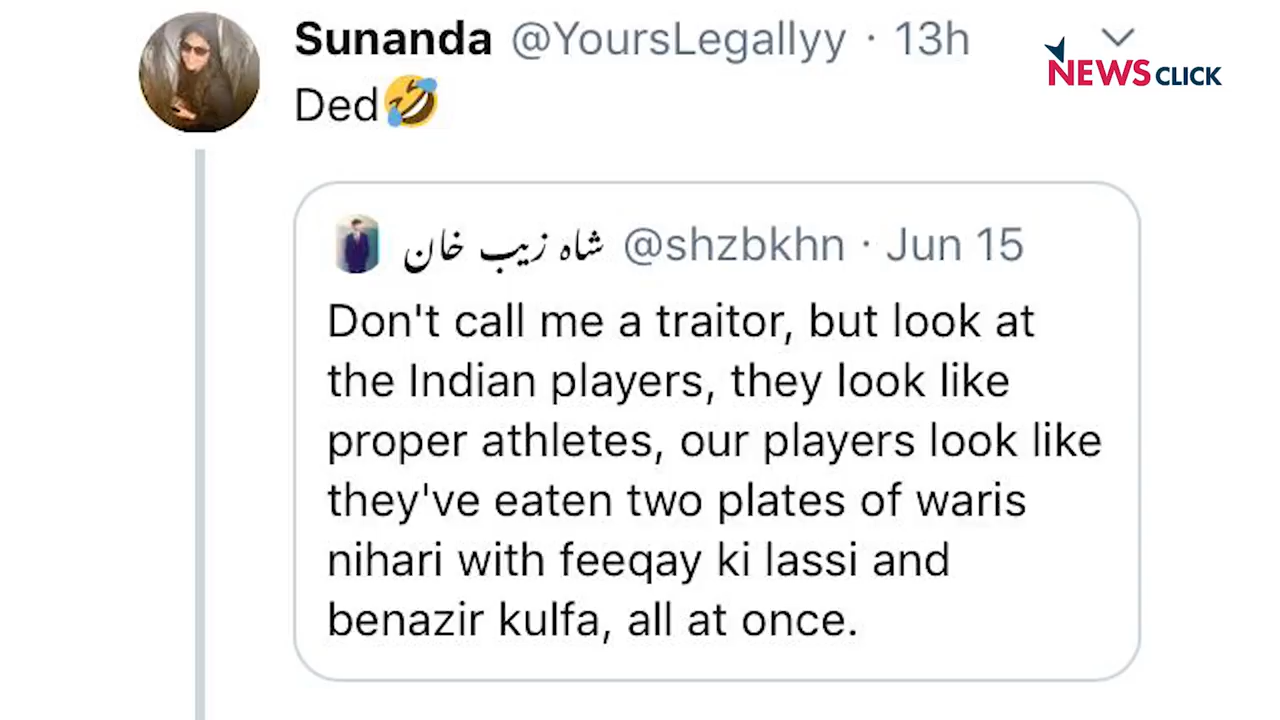 Sunanda @YoursLegallyy · 13h
NEWS CLICK
Ded🤣
شاہ زیب خان @shzbkhn · Jun 15
Don't call me a traitor, but look at
the Indian players, they look like
proper athletes, our players look like
they've eaten two plates of waris
nihari with feeqay ki lassi and
benazir kulfa, all at once.